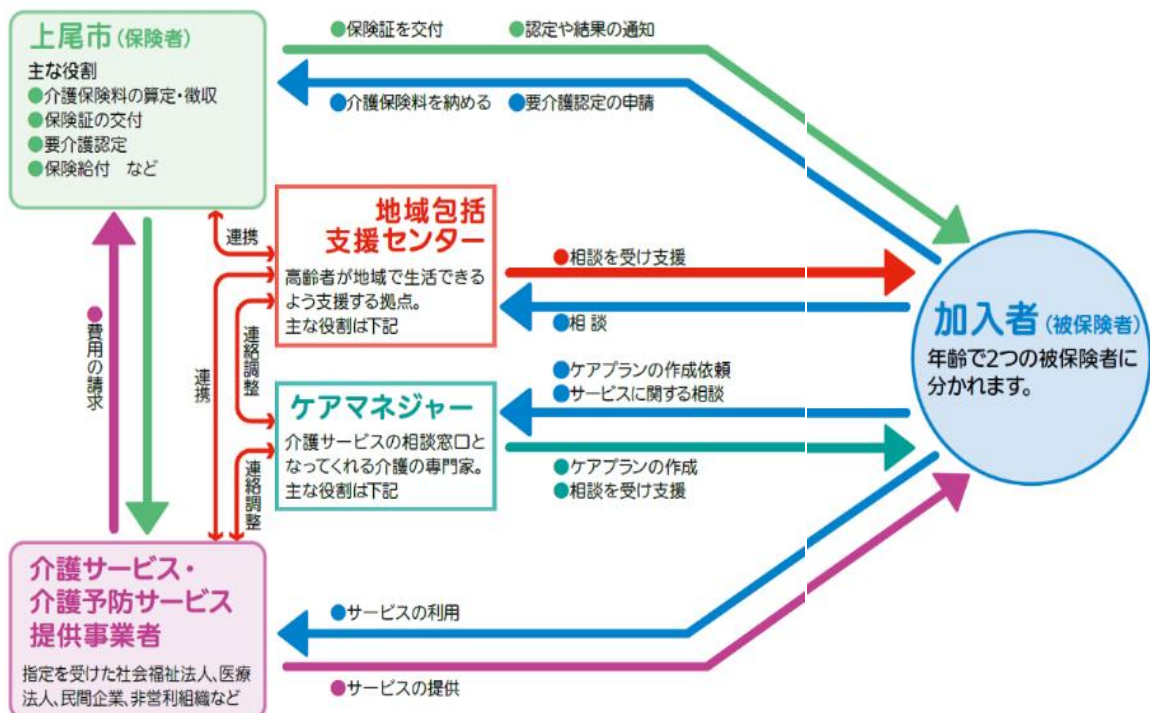 上尾市(保険者)
主な役割
●介護保険料の算定・徴収
●保険証の交付
●要介護認定
●保険給付 など
●保険証を交付 ●認定や結果の通知
●介護保険料を納める ●要介護認定の申請
地域包括
支援センター
高齢者が地域で生活できる
よう支援する拠点。
主な役割は下記
連携
●相談を受け支援
●相 談
加入者(被保険者)
年齢で2つの被保険者に
分かれます。
●費用の請求
連携
連絡調整
ケアマネジャー
介護サービスの相談窓口と
なってくれる介護の専門家。
主な役割は下記
●ケアプランの作成依頼
●サービスに関する相談
●ケアプランの作成
●相談を受け支援
連絡調整
介護サービス・
介護予防サービス
提供事業者
指定を受けた社会福祉法人、医療
法人、民間企業、非営利組織など
●サービスの利用
●サービスの提供